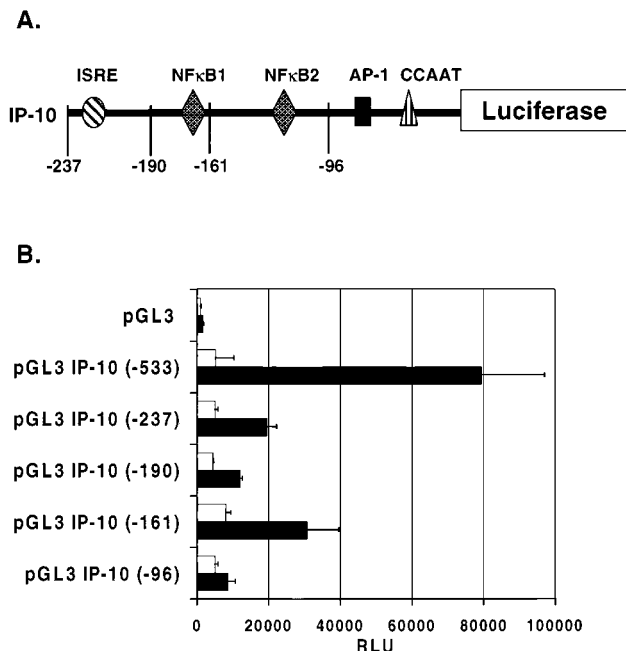 A.
ISRE NFκB1 NFκB2 AP-1 CCAAT
IP-10 Luciferase
-237 -190 -161 -96
B.
pGL3
pGL3 IP-10 (-533)
pGL3 IP-10 (-237)
pGL3 IP-10 (-190)
pGL3 IP-10 (-161)
pGL3 IP-10 (-96)
0 20000 40000 60000 80000 100000
RLU